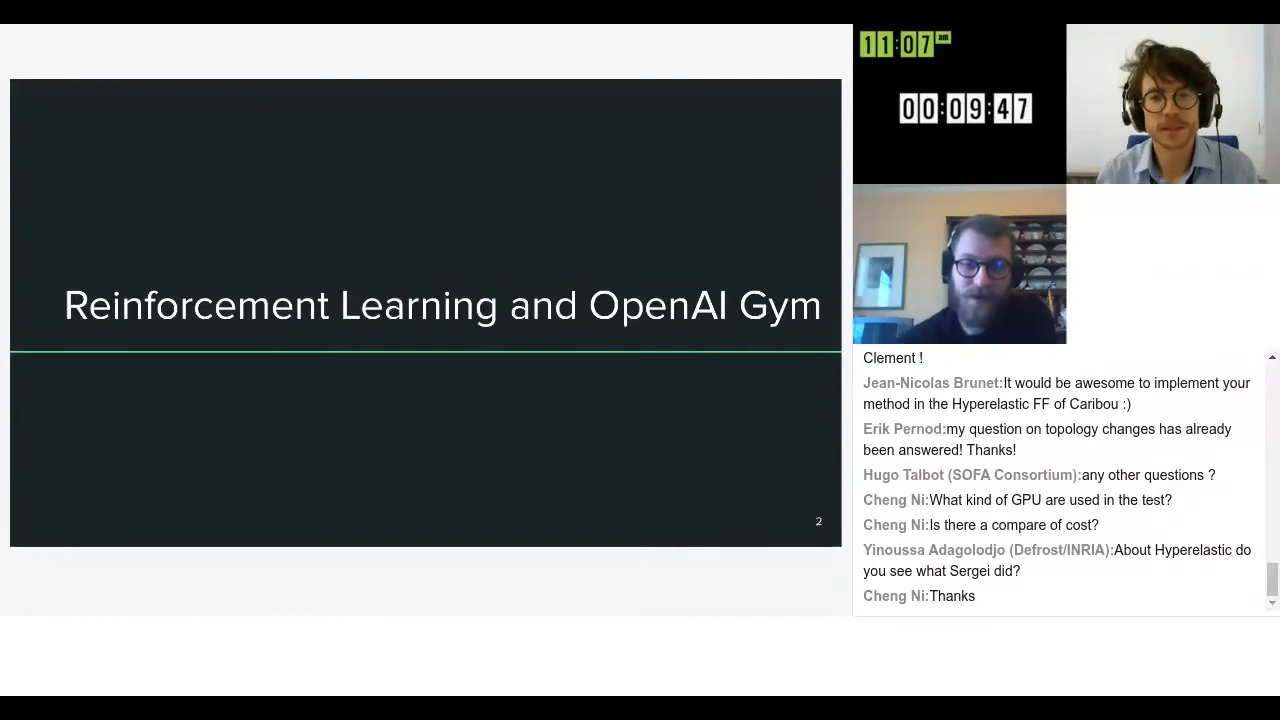 Reinforcement Learning and OpenAI Gym
2
11:07 am
00:09:47
Clement !
Jean-Nicolas Brunet:It would be awesome to implement your
method in the Hyperelastic FF of Caribou :)
Erik Pernod:my question on topology changes has already
been answered! Thanks!
Hugo Talbot (SOFA Consortium):any other questions ?
Cheng Ni:What kind of GPU are used in the test?
Cheng Ni:Is there a compare of cost?
Yinoussa Adagolodjo (Defrost/INRIA):About Hyperelastic do
you see what Sergei did?
Cheng Ni:Thanks